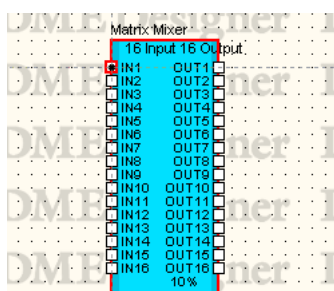 DME Designer
Matrix Mixer
16 Input 16 Output
IN1 OUT1
IN2 OUT2
IN3 OUT3
IN4 OUT4
IN5 OUT5
IN6 OUT6
IN7 OUT7
IN8 OUT8
IN9 OUT9
IN10 OUT10
IN11 OUT11
IN12 OUT12
IN13 OUT13
IN14 OUT14
IN15 OUT15
IN16 OUT16
10%